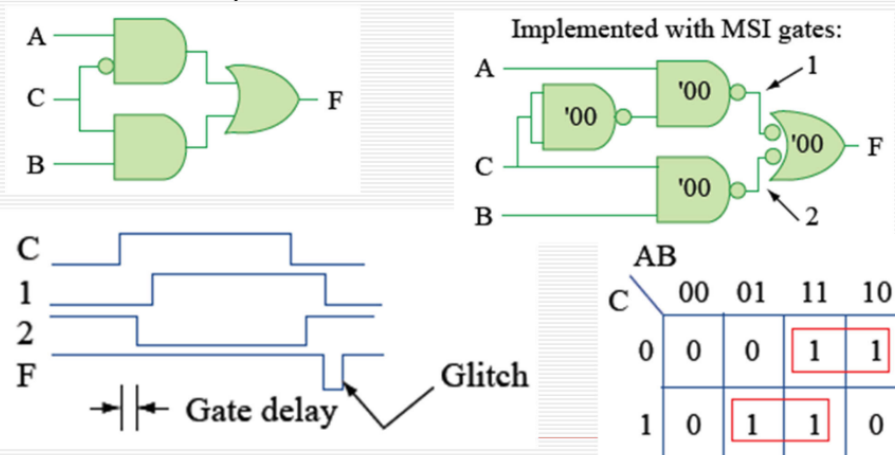 A
C
B
F
Implemented with MSI gates:
A
C
B
'00
'00
'00
'00
1
2
F
C
1
2
F
Gate delay
Glitch
AB
C
00 01 11 10
0 0 0 1 1
1 0 1 1 0